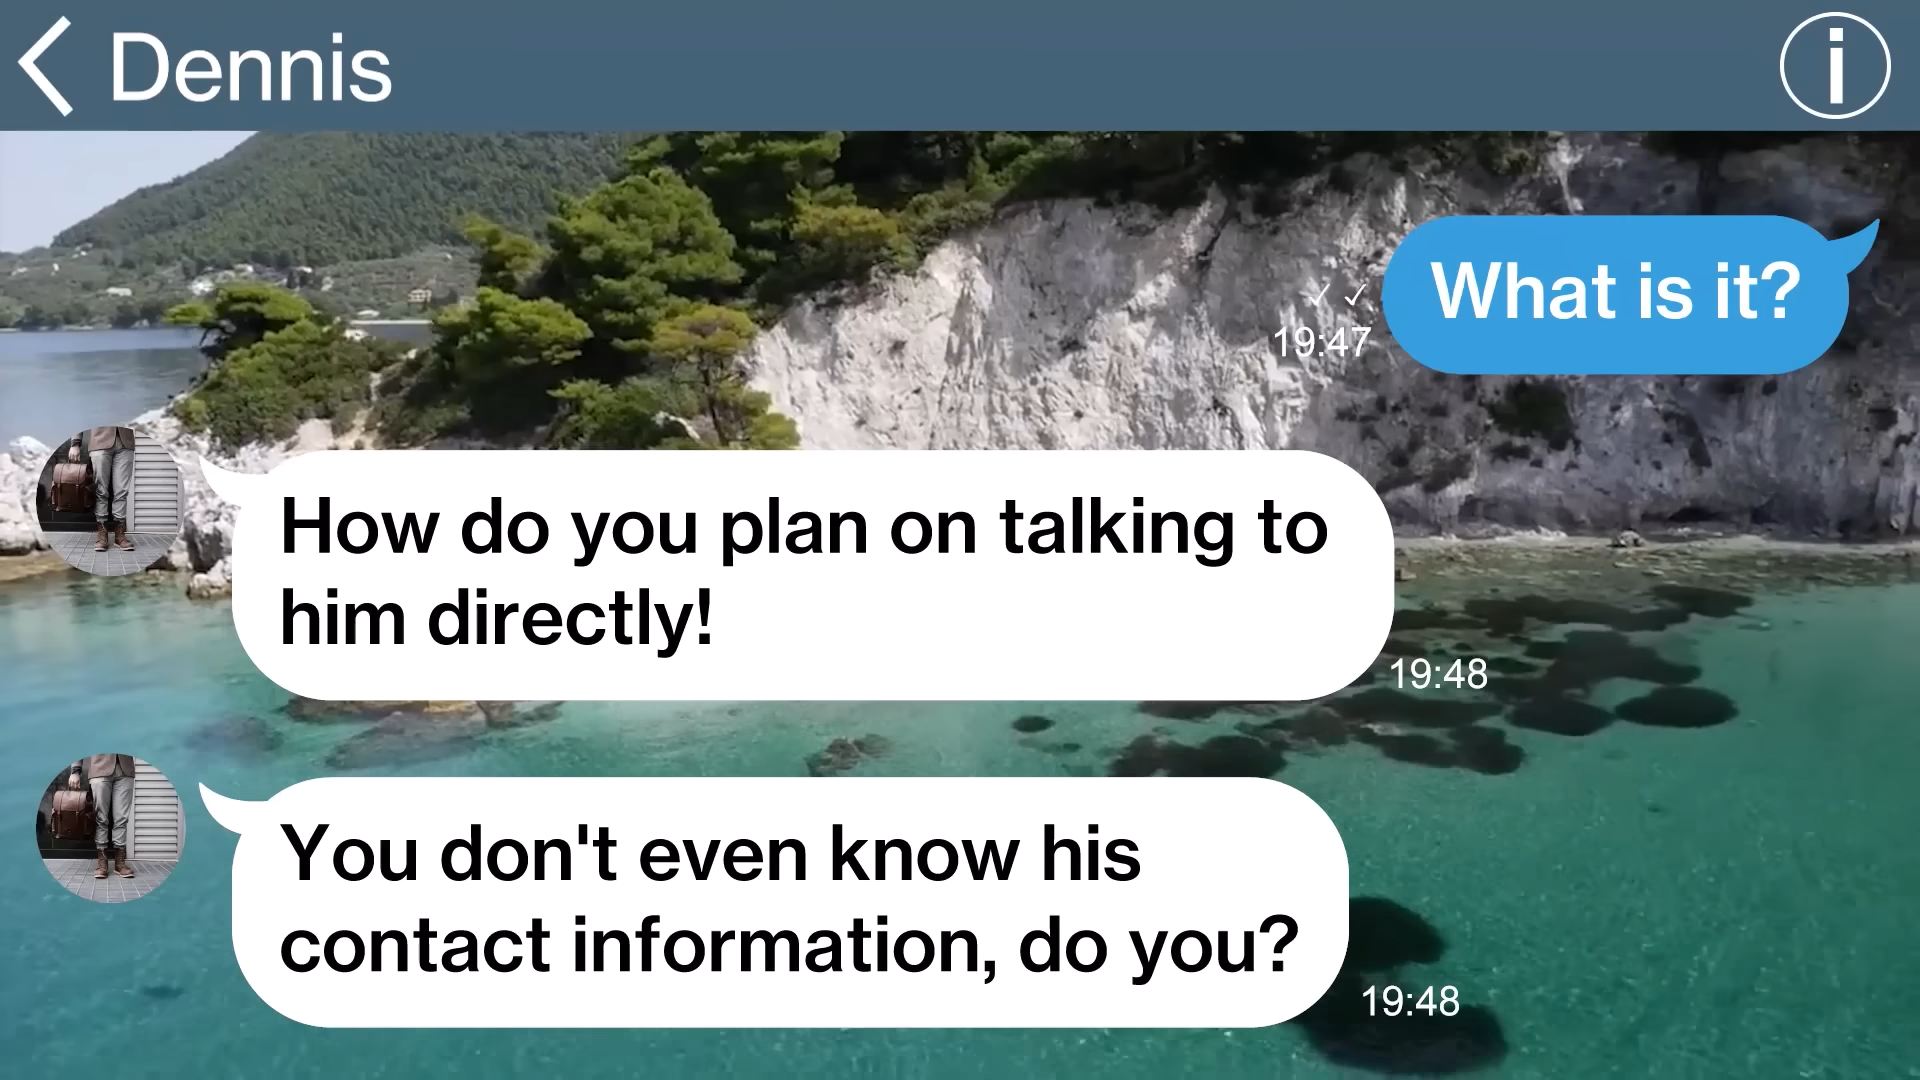 Dennis
What is it?
19:47
How do you plan on talking to
him directly!
19:48
You don't even know his
contact information, do you?
19:48